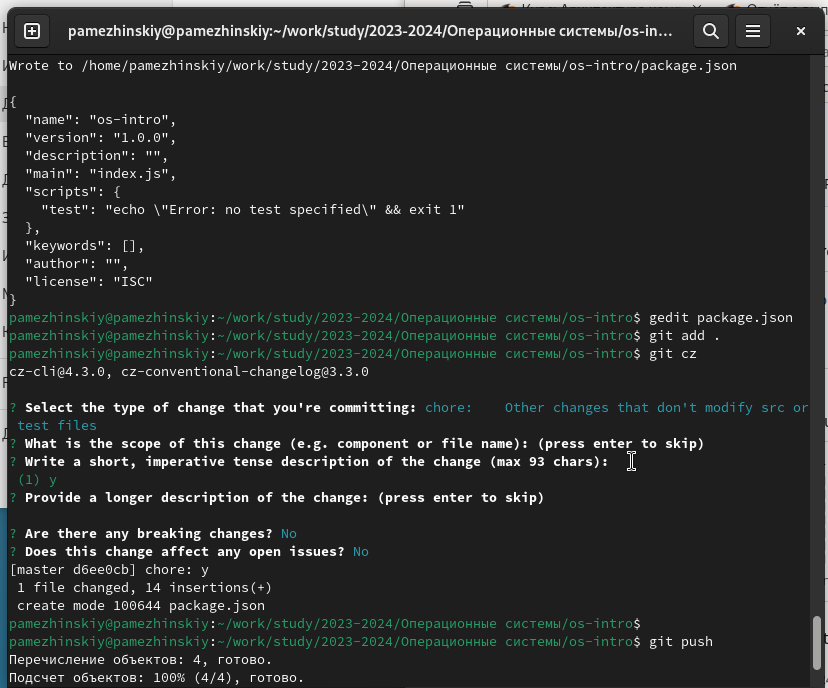 pamezhinskiy@pamezhinskiy:~/work/study/2023-2024/Операционные системы/os-in...
Wrote to /home/pamezhinskiy/work/study/2023-2024/Операционные системы/os-intro/package.json
{
  "name": "os-intro",
  "version": "1.0.0",
  "description": "",
  "main": "index.js",
  "scripts": {
    "test": "echo \"Error: no test specified\" && exit 1"
  },
  "keywords": [],
  "author": "",
  "license": "ISC"
}
pamezhinskiy@pamezhinskiy:~/work/study/2023-2024/Операционные системы/os-intro$ gedit package.json
pamezhinskiy@pamezhinskiy:~/work/study/2023-2024/Операционные системы/os-intro$ git add .
pamezhinskiy@pamezhinskiy:~/work/study/2023-2024/Операционные системы/os-intro$ git cz
cz-cli@4.3.0, cz-conventional-changelog@3.3.0
? Select the type of change that you're committing: chore:    Other changes that don't modify src or
 test files
? What is the scope of this change (e.g. component or file name): (press enter to skip)
? Write a short, imperative tense description of the change (max 93 chars):
 (1) y
? Provide a longer description of the change: (press enter to skip)
? Are there any breaking changes? No
? Does this change affect any open issues? No
[master d6ee0cb] chore: y
 1 file changed, 14 insertions(+)
 create mode 100644 package.json
pamezhinskiy@pamezhinskiy:~/work/study/2023-2024/Операционные системы/os-intro$
pamezhinskiy@pamezhinskiy:~/work/study/2023-2024/Операционные системы/os-intro$ git push
Перечисление объектов: 4, готово.
Подсчет объектов: 100% (4/4), готово.